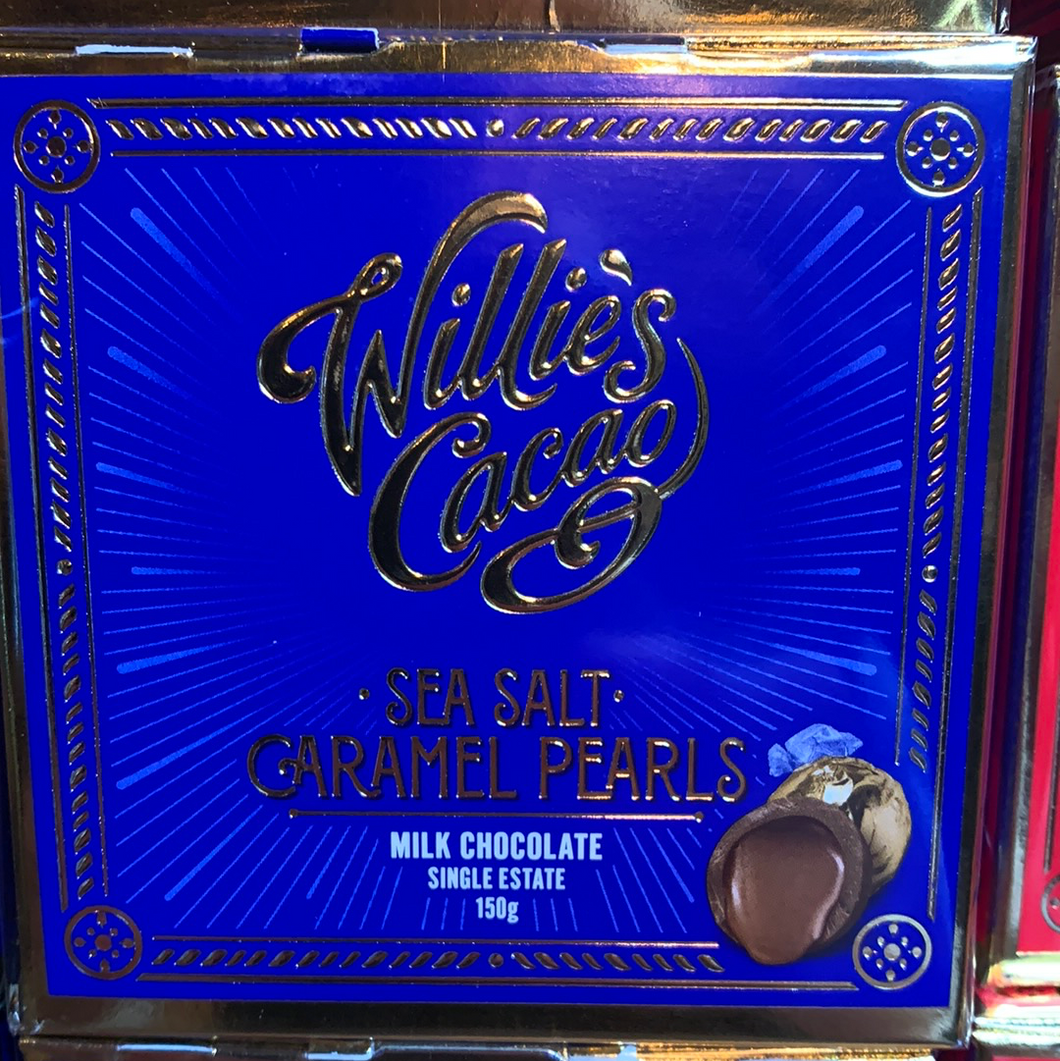 Willie's
Cacao
· SEA SALT ·
CARAMEL PEARLS
MILK CHOCOLATE
SINGLE ESTATE
150g